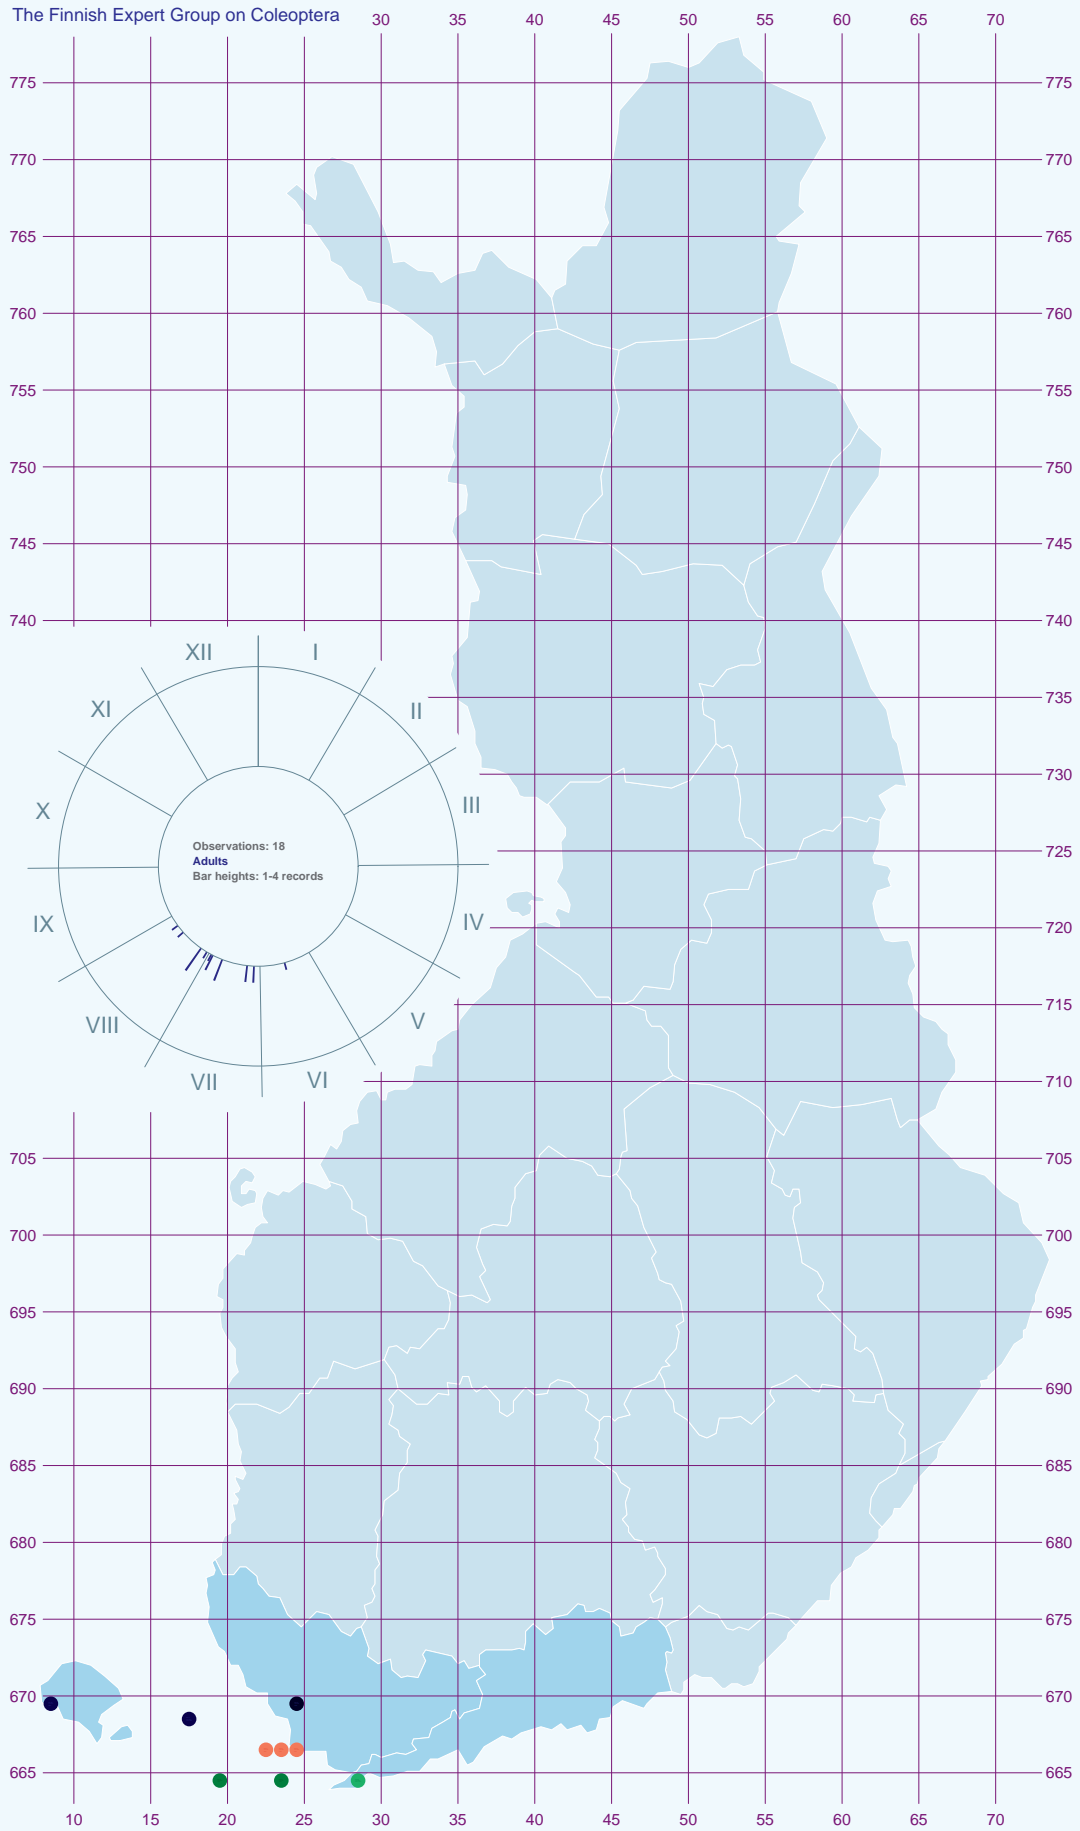 The Finnish Expert Group on Coleoptera
30 35 40 45 50 55 60 65 70
775 775
770 770
765 765
760 760
755 755
750 750
745 745
740 740
XII I
XI II
735
730
X III
725
Observations: 18
Adults
Bar heights: 1-4 records
IX IV
720
VIII V
715
VII VI
710
705 705
700 700
695 695
690 690
685 685
680 680
675 675
670 670
665 665
10 15 20 25 30 35 40 45 50 55 60 65 70